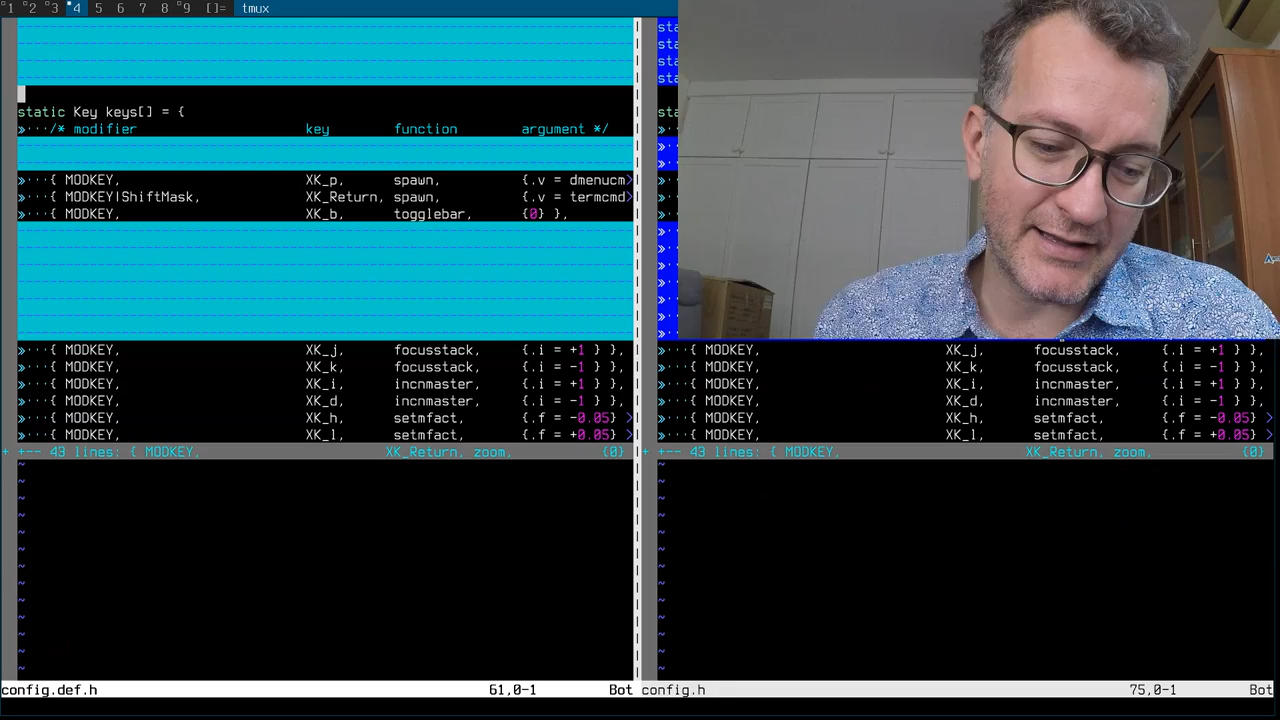 1 2 3 4 5 6 7 8 9 []= tmux
static Key keys[] = {
/* modifier key function argument */
{ MODKEY, XK_p, spawn, {.v = dmenucm>
{ MODKEY|ShiftMask, XK_Return, spawn, {.v = termcmd>
{ MODKEY, XK_b, togglebar, {0} },
{ MODKEY, XK_j, focusstack, {.i = +1 } },
{ MODKEY, XK_k, focusstack, {.i = -1 } },
{ MODKEY, XK_i, incnmaster, {.i = +1 } },
{ MODKEY, XK_d, incnmaster, {.i = -1 } },
{ MODKEY, XK_h, setmfact, {.f = -0.05} >
{ MODKEY, XK_l, setmfact, {.f = +0.05} >
+ +-- 43 lines: { MODKEY, XK_Return, zoom, {0}
config.def.h 61,0-1 Bot
sta
sta
sta
sta
sta
{ MODKEY, XK_j, focusstack, {.i = +1 } },
{ MODKEY, XK_k, focusstack, {.i = -1 } },
{ MODKEY, XK_i, incnmaster, {.i = +1 } },
{ MODKEY, XK_d, incnmaster, {.i = -1 } },
{ MODKEY, XK_h, setmfact, {.f = -0.05} >
{ MODKEY, XK_l, setmfact, {.f = +0.05} >
+ +-- 43 lines: { MODKEY, XK_Return, zoom, {0}
config.h 75,0-1 Bot